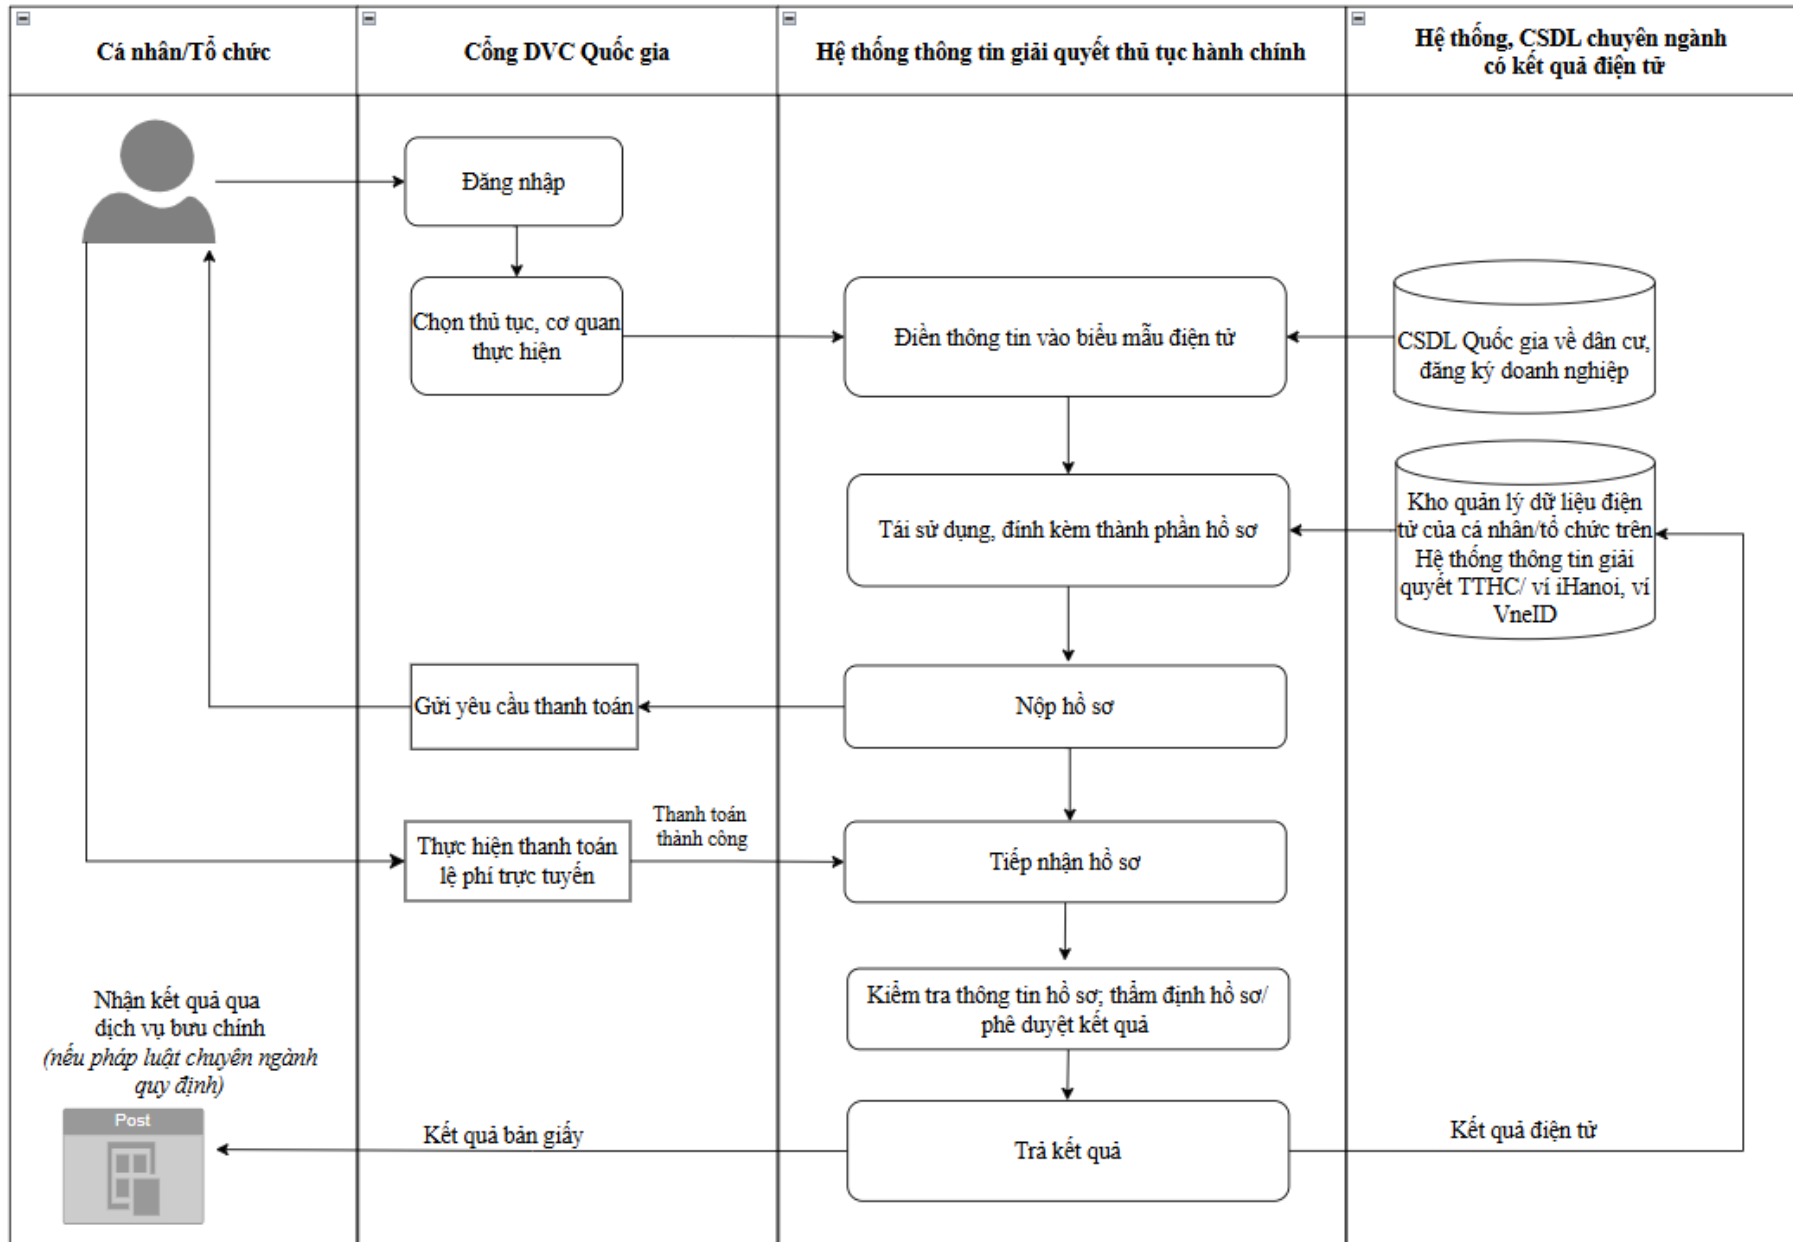 Cá nhân/Tổ chức
Cổng DVC Quốc gia
Hệ thống thông tin giải quyết thủ tục hành chính
Hệ thống, CSDL chuyên ngành
có kết quả điện tử
Đăng nhập
Chọn thủ tục, cơ quan
thực hiện
Điền thông tin vào biểu mẫu điện tử
CSDL Quốc gia về dân cư,
đăng ký doanh nghiệp
Tái sử dụng, đính kèm thành phần hồ sơ
Kho quản lý dữ liệu điện
tử của cá nhân/tổ chức trên
Hệ thống thông tin giải
quyết TTHC/ ví iHanoi, ví
VneID
Gửi yêu cầu thanh toán
Nộp hồ sơ
Thực hiện thanh toán
lệ phí trực tuyến
Thanh toán
thành công
Tiếp nhận hồ sơ
Kiểm tra thông tin hồ sơ; thẩm định hồ sơ/
phê duyệt kết quả
Nhận kết quả qua
dịch vụ bưu chính
(nếu pháp luật chuyên ngành
quy định)
Post
Kết quả bản giấy
Trả kết quả
Kết quả điện tử